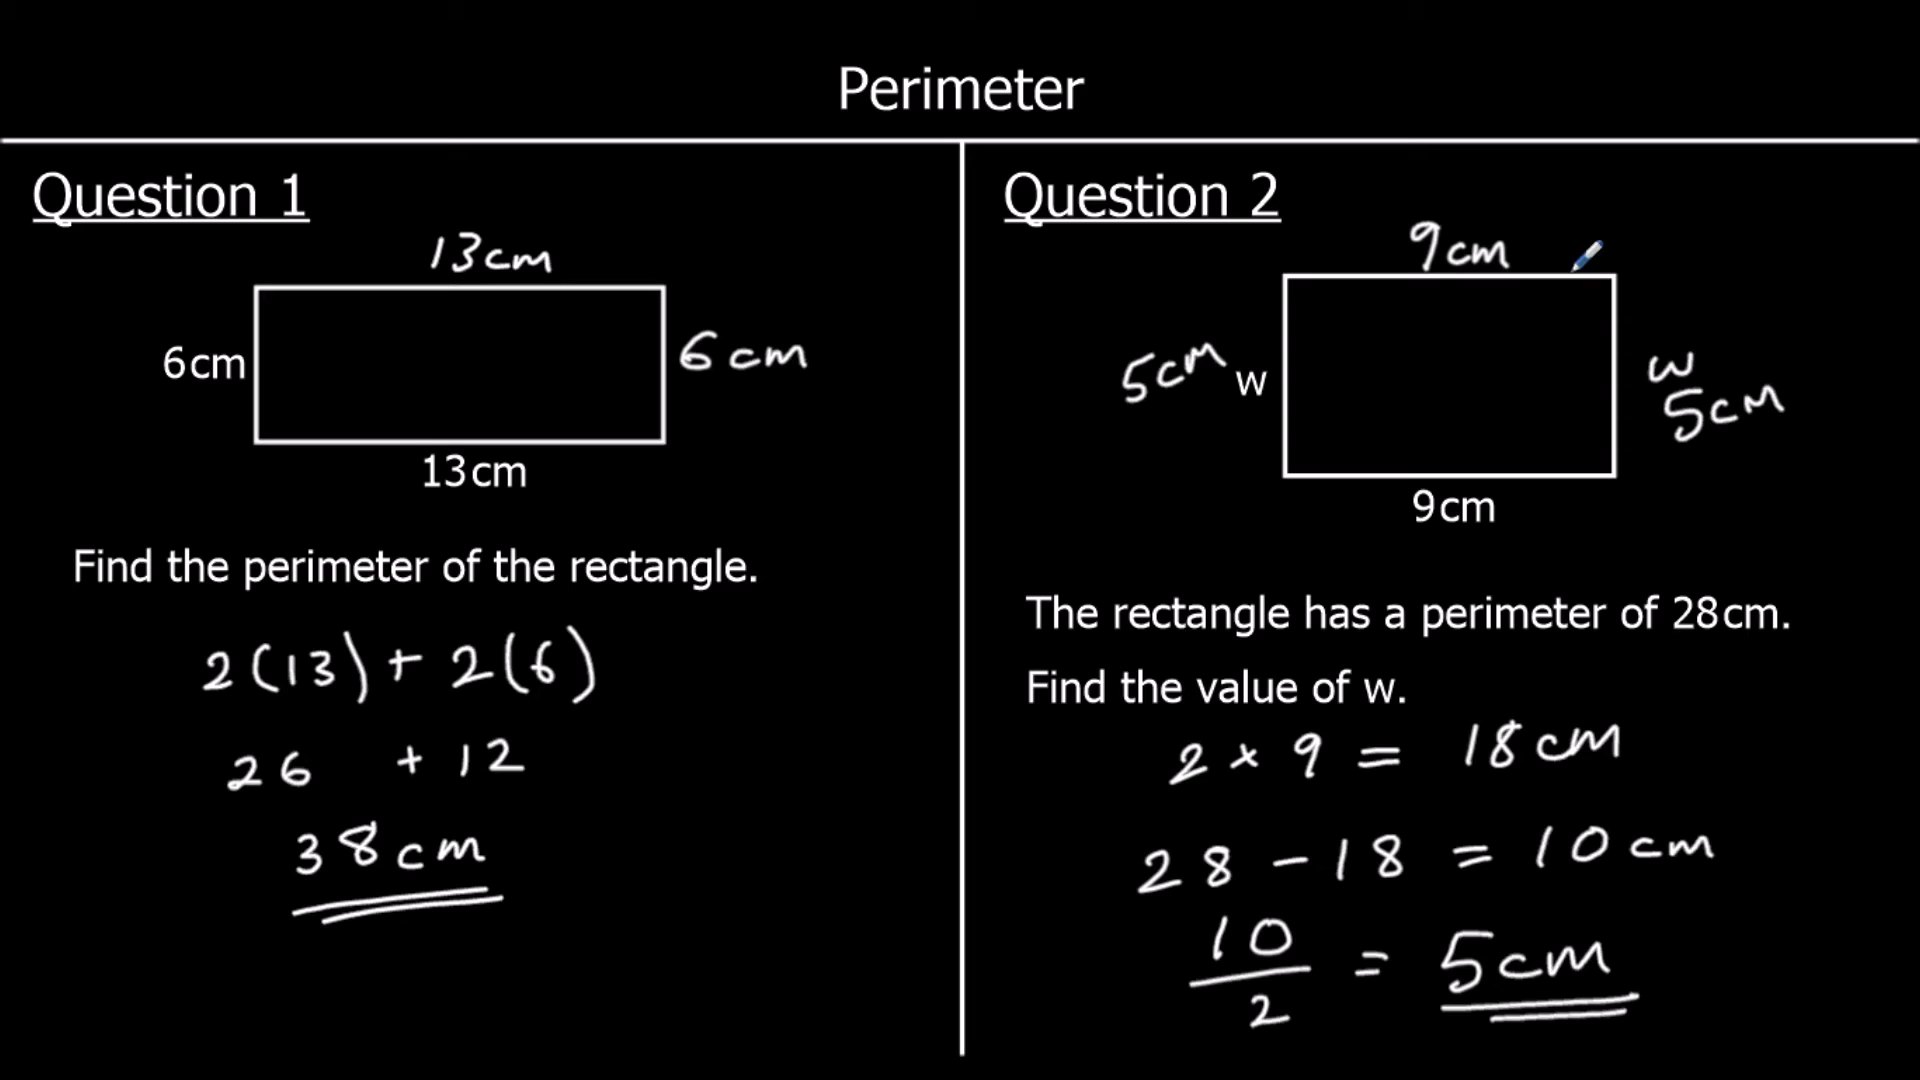 Perimeter
Question 1
13cm
6cm
6cm
13cm
Find the perimeter of the rectangle.
2(13) + 2(6)
26 + 12
38cm
Question 2
9cm
5cm w
w
5cm
9cm
The rectangle has a perimeter of 28cm.
Find the value of w.
2 × 9 = 18cm
28 - 18 = 10cm
10
2
= 5cm